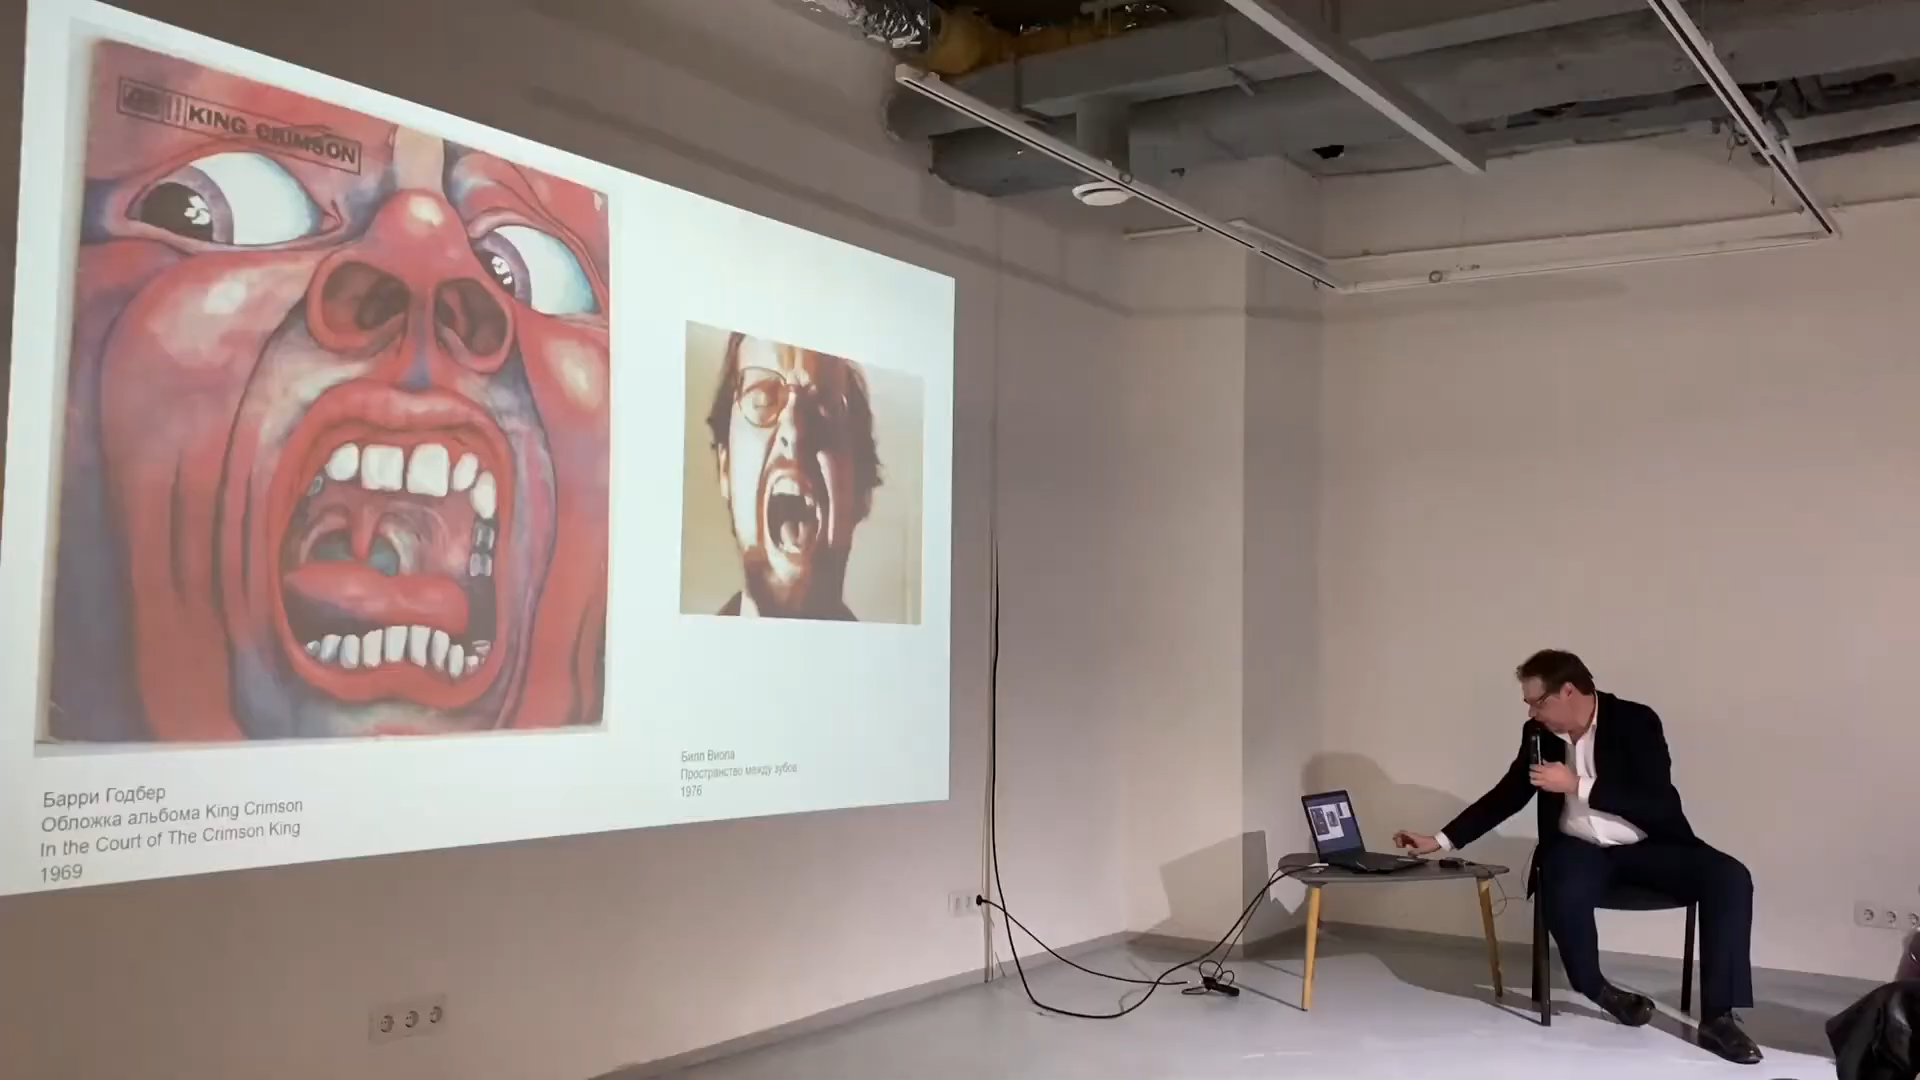 KING CRIMSON
Барри Годбер
Обложка альбома King Crimson
In the Court of The Crimson King
1969
Билл Виола
Пространство между зубов
1976